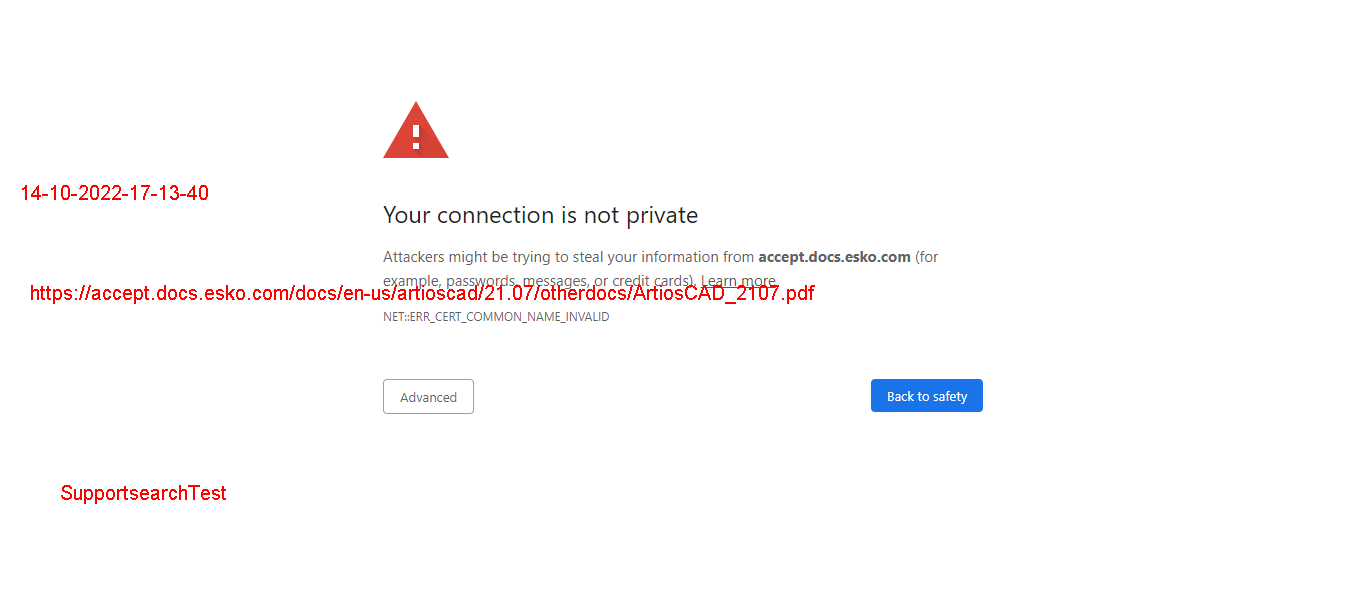 14-10-2022-17-13-40
Your connection is not private
Attackers might be trying to steal your information from accept.docs.esko.com (for
example, passwords, messages, or credit cards). Learn more
https://accept.docs.esko.com/docs/en-us/artioscad/21.07/otherdocs/ArtiosCAD_2107.pdf
NET::ERR_CERT_COMMON_NAME_INVALID
Advanced
Back to safety
SupportsearchTest